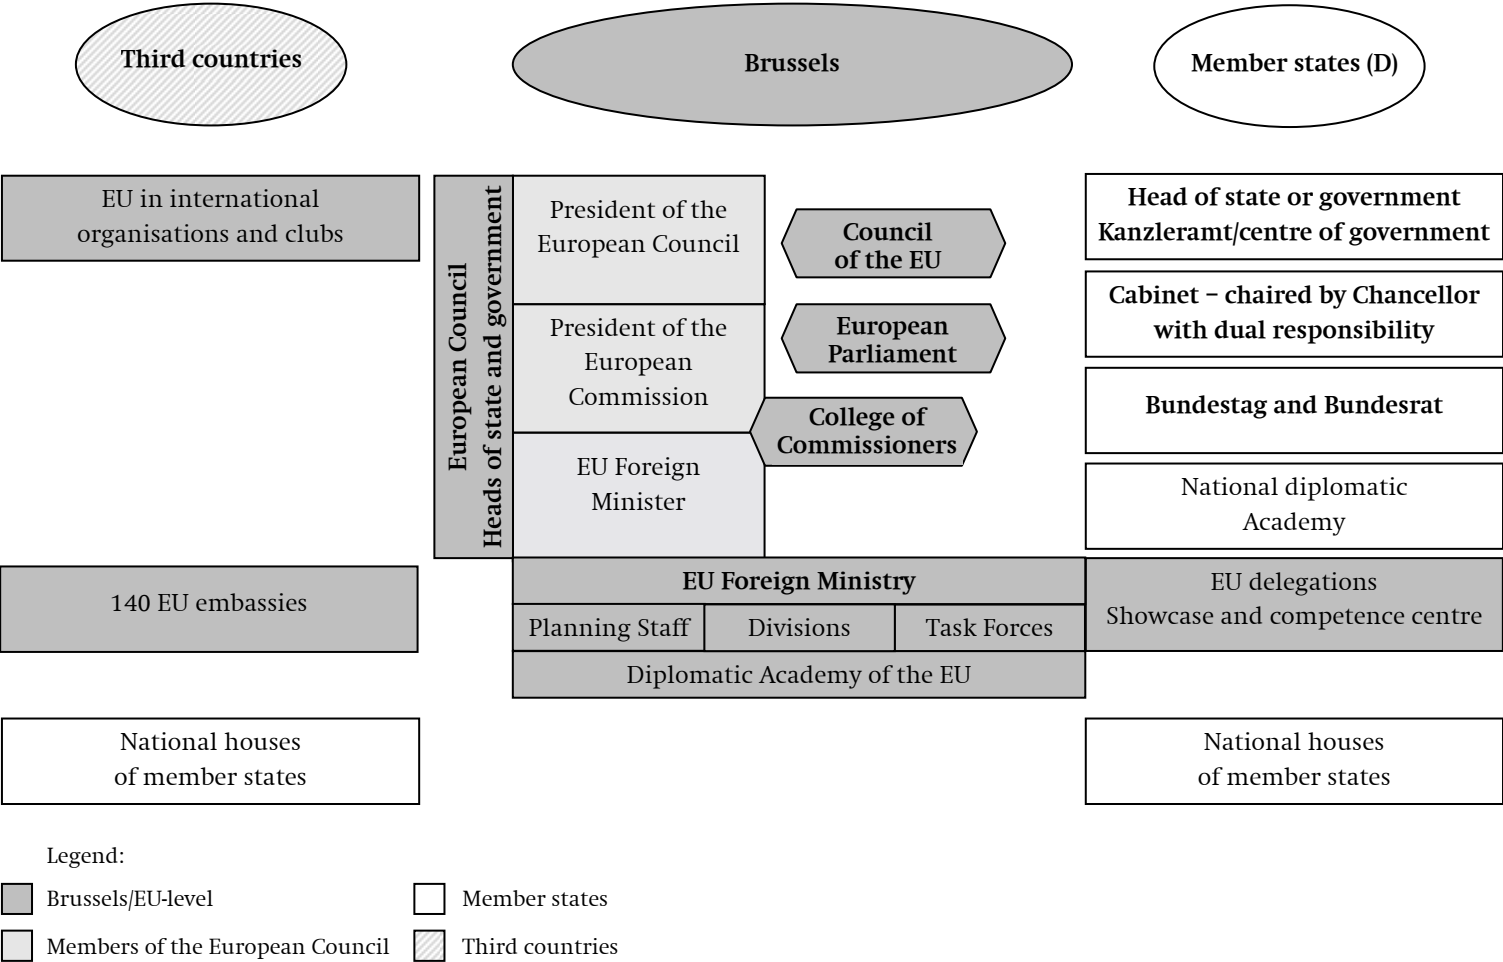 Third countries
Brussels
Member states (D)
EU in international
organisations and clubs
140 EU embassies
National houses
of member states
European Council
Heads of state and government
President of the
European Council
President of the
European
Commission
EU Foreign
Minister
Council
of the EU
European
Parliament
College of
Commissioners
EU Foreign Ministry
Planning Staff
Divisions
Task Forces
Diplomatic Academy of the EU
Head of state or government
Kanzleramt/centre of government
Cabinet – chaired by Chancellor
with dual responsibility
Bundestag and Bundesrat
National diplomatic
Academy
EU delegations
Showcase and competence centre
National houses
of member states
Legend:
Brussels/EU-level
Member states
Members of the European Council
Third countries